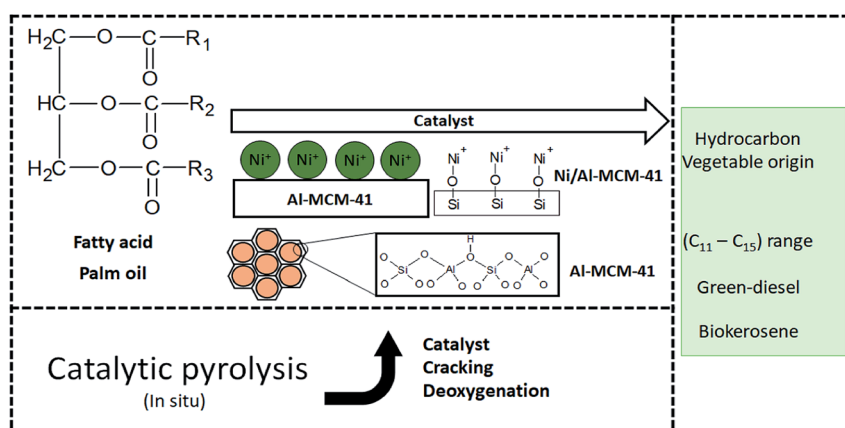 H₂C—O—C—R₁
O
HC—O—C—R₂
O
H₂C—O—C—R₃
O
Fatty acid
Palm oil
Catalyst
Ni⁺ Ni⁺ Ni⁺ Ni⁺
Al-MCM-41
Ni⁺ Ni⁺ Ni⁺
O O O
Si Si Si
Ni/Al-MCM-41
H
O O O O O
Si Al Si Al
O O O O O O O O
Al-MCM-41
Hydrocarbon
Vegetable origin
(C₁₁ – C₁₅) range
Green-diesel
Biokerosene
Catalytic pyrolysis
(In situ)
Catalyst
Cracking
Deoxygenation